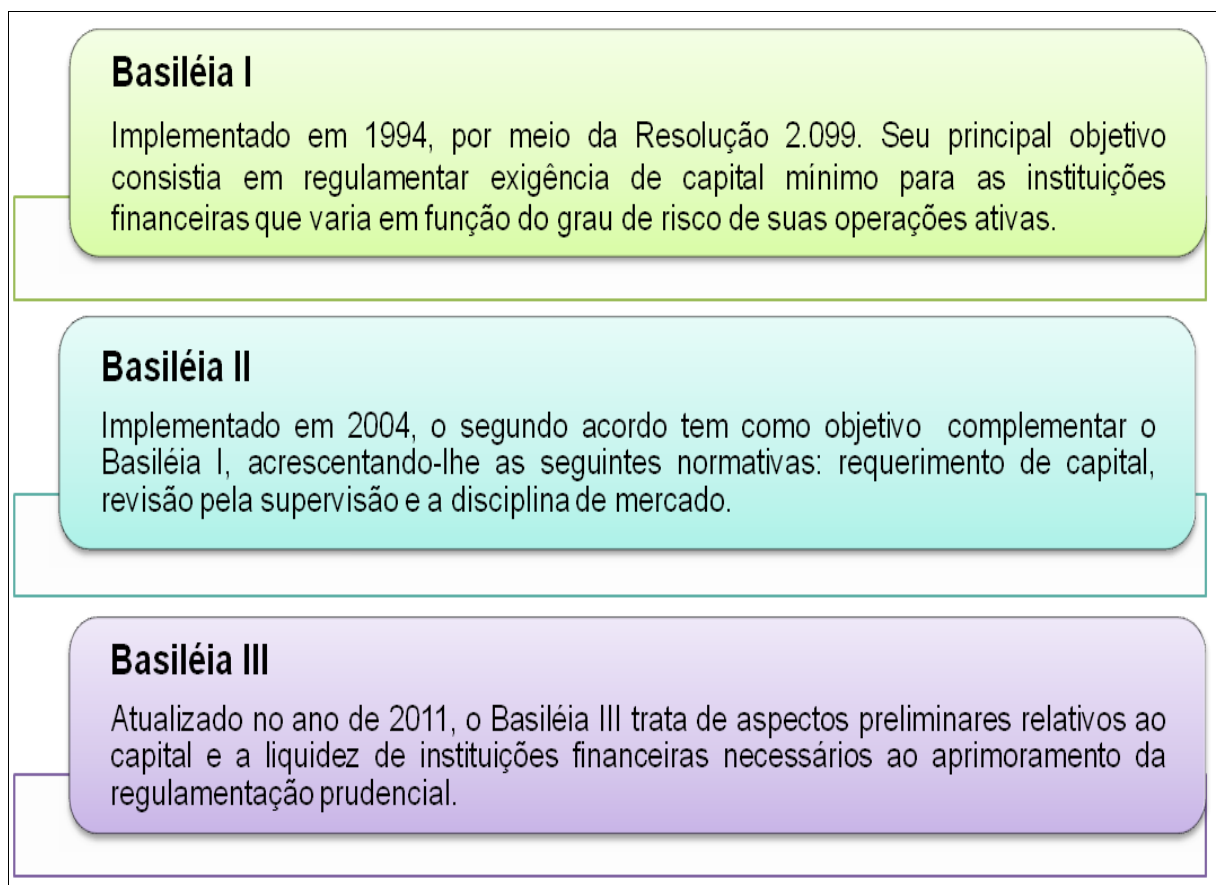 Basiléia I
Implementado em 1994, por meio da Resolução 2.099. Seu principal objetivo
consistia em regulamentar exigência de capital mínimo para as instituições
financeiras que varia em função do grau de risco de suas operações ativas.
Basiléia II
Implementado em 2004, o segundo acordo tem como objetivo complementar o
Basiléia I, acrescentando-lhe as seguintes normativas: requerimento de capital,
revisão pela supervisão e a disciplina de mercado.
Basiléia III
Atualizado no ano de 2011, o Basiléia III trata de aspectos preliminares relativos ao
capital e a liquidez de instituições financeiras necessários ao aprimoramento da
regulamentação prudencial.